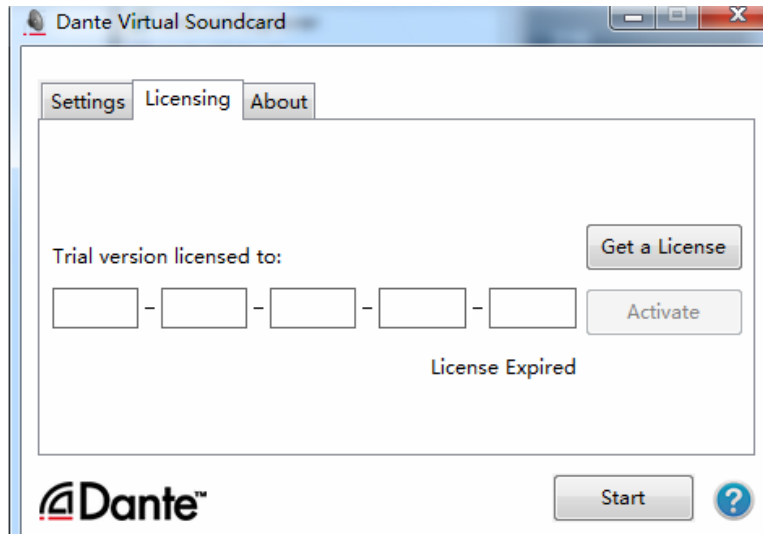 Dante Virtual Soundcard
Settings Licensing About
Get a License
Trial version licensed to:
- - - -
Activate
License Expired
Dante™
Start
?